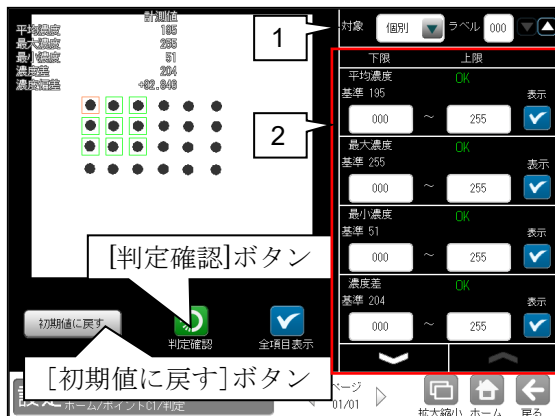 計測値
平均濃度 195
最大濃度 255
最小濃度 51
濃度差 204
濃度偏差 +82.846
1
対象 個別 ラベル 000
下限 上限
2
平均濃度 OK
基準 195 表示
000 ～ 255
最大濃度 OK
基準 255 表示
000 ～ 255
最小濃度 OK
基準 51 表示
000 ～ 255
濃度差 OK
基準 204 表示
000 ～ 255
[判定確認]ボタン
初期値に戻す
判定確認 全項目表示
[初期値に戻す]ボタン
設定 ホーム/ポイントC1/判定
ページ
01/01
拡大縮小 ホーム 戻る